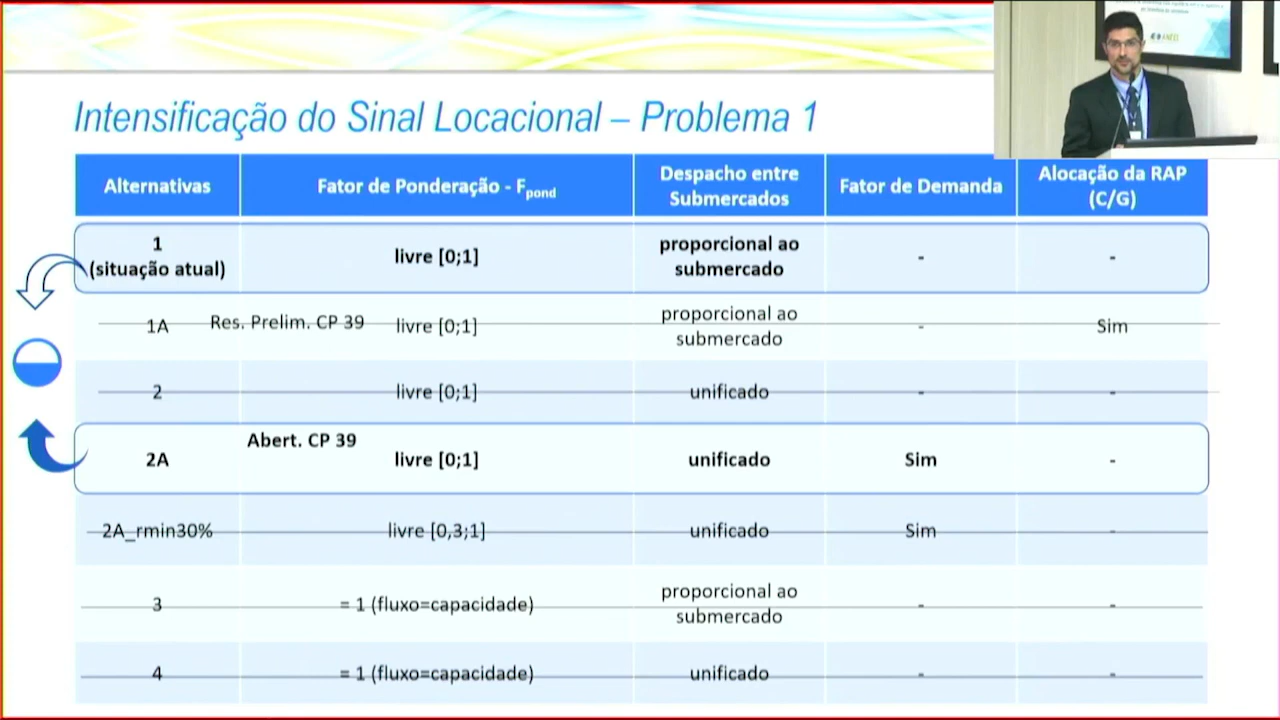 Intensificação do Sinal Locacional – Problema 1
Alternativas
Fator de Ponderação - Fpond
Despacho entre
Submercados
Fator de Demanda
Alocação da RAP
(C/G)
1
(situação atual)
livre [0;1]
proporcional ao
submercado
-
-
1A
Res. Prelim. CP 39
livre [0;1]
proporcional ao
submercado
-
Sim
2
livre [0;1]
unificado
-
-
2A
Abert. CP 39
livre [0;1]
unificado
Sim
-
2A_rmin30%
livre [0,3;1]
unificado
Sim
-
3
= 1 (fluxo=capacidade)
proporcional ao
submercado
-
-
4
= 1 (fluxo=capacidade)
unificado
-
-
ANEEL